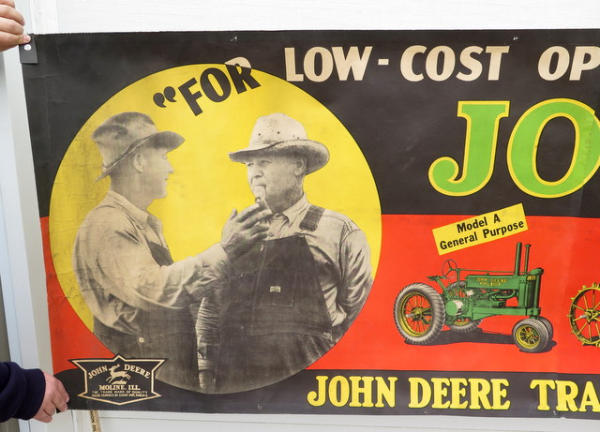 "FOR LOW-COST OP
JO
Model A
General Purpose
JOHN DEERE
MOLINE, ILL.
JOHN DEERE TRA